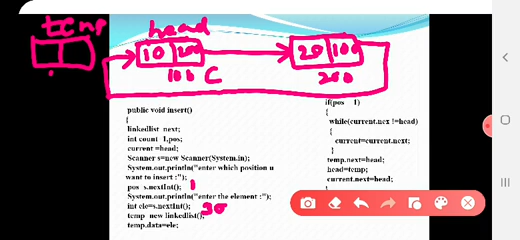 temp head
10 200 20 100
100 C 200
public void insert()
{
linkedlist next;
int count 1,pos;
current =head;
Scanner s=new Scanner(System.in);
System.out.println("enter which position u
want to insert :");
pos s.nextInt(); 1
System.out.println("enter the element :");
int ele=s.nextInt(); 30
temp new linkedlist();
temp.data=ele;
if(pos 1)
{
while(current.nex !=head)
{
current=current.next;
}
temp.next=head;
head=temp;
current.next=head;